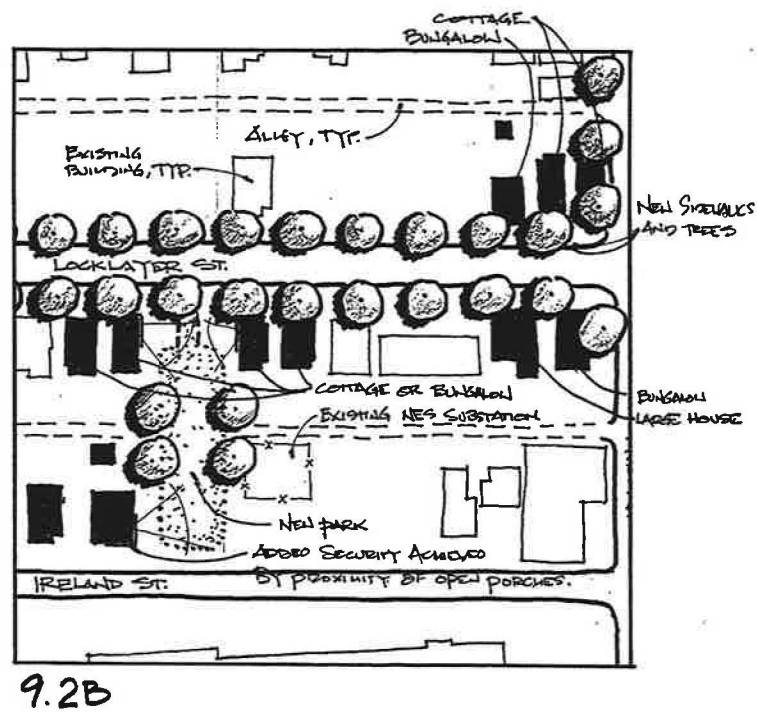 COTTAGE
BUNGALOW
ALLEY, TYP.
EXISTING
BUILDING, TYP.
NEW SIDEWALKS
AND TREES
LOCKLAYER ST.
COTTAGE OR BUNGALOW
BUNGALOW
EXISTING NES SUBSTATION
LARGE HOUSE
NEW PARK
ADDED SECURITY ACHIEVED
BY PROXIMITY OF OPEN PORCHES.
IRELAND ST.
9.2B